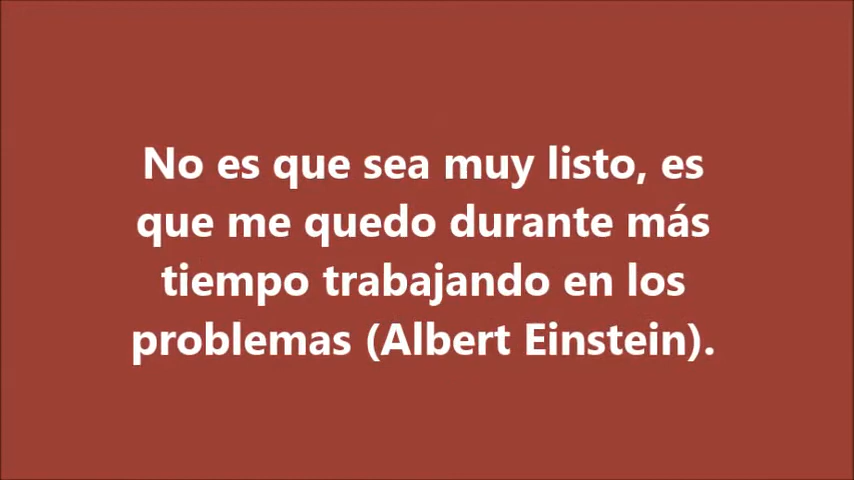 No es que sea muy listo, es
que me quedo durante más
tiempo trabajando en los
problemas (Albert Einstein).